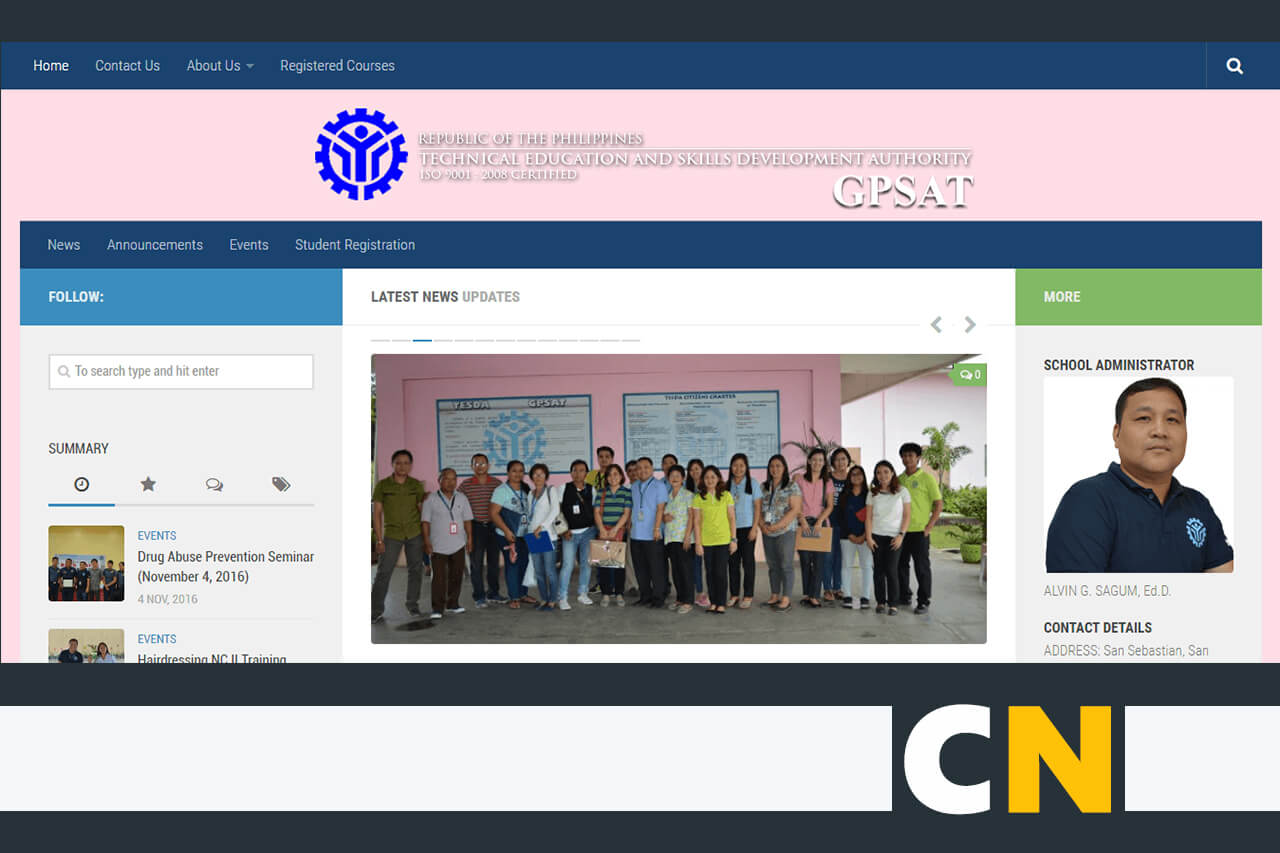 Home Contact Us About Us Registered Courses
REPUBLIC OF THE PHILIPPINES
TECHNICAL EDUCATION AND SKILLS DEVELOPMENT AUTHORITY
ISO 9001 : 2008 CERTIFIED
GPSAT
News Announcements Events Student Registration
FOLLOW:
To search type and hit enter
SUMMARY
EVENTS
Drug Abuse Prevention Seminar
(November 4, 2016)
4 NOV, 2016
EVENTS
Hairdressing NC II Training
LATEST NEWS UPDATES
0
TESDA GPSAT
TESDA CITIZENS CHARTER
MORE
SCHOOL ADMINISTRATOR
ALVIN G. SAGUM, Ed.D.
CONTACT DETAILS
ADDRESS: San Sebastian, San
CN